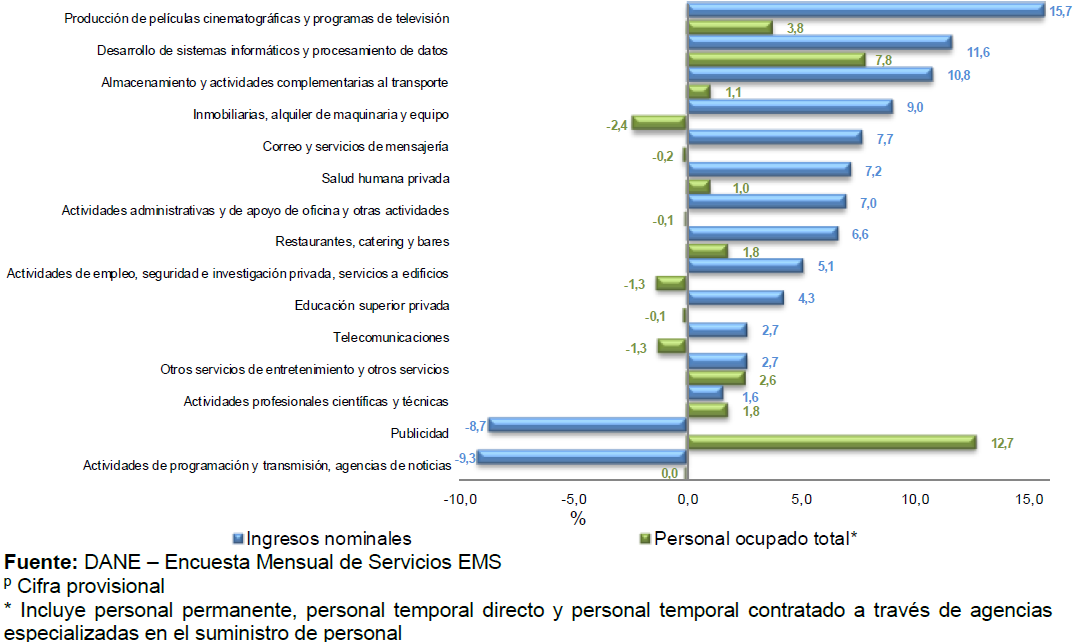 Producción de películas cinematográficas y programas de televisión
15,7
3,8
Desarrollo de sistemas informáticos y procesamiento de datos
11,6
7,8
Almacenamiento y actividades complementarias al transporte
10,8
1,1
Inmobiliarias, alquiler de maquinaria y equipo
9,0
-2,4
Correo y servicios de mensajería
7,7
-0,2
Salud humana privada
7,2
1,0
Actividades administrativas y de apoyo de oficina y otras actividades
7,0
-0,1
Restaurantes, catering y bares
6,6
1,8
Actividades de empleo, seguridad e investigación privada, servicios a edificios
5,1
-1,3
Educación superior privada
4,3
-0,1
Telecomunicaciones
2,7
-1,3
Otros servicios de entretenimiento y otros servicios
2,7
2,6
Actividades profesionales científicas y técnicas
1,6
1,8
Publicidad
-8,7
12,7
Actividades de programación y transmisión, agencias de noticias
-9,3
0,0
-10,0 -5,0 0,0 5,0 10,0 15,0
%
Ingresos nominales Personal ocupado total*
Fuente: DANE – Encuesta Mensual de Servicios EMS
p Cifra provisional
* Incluye personal permanente, personal temporal directo y personal temporal contratado a través de agencias
especializadas en el suministro de personal